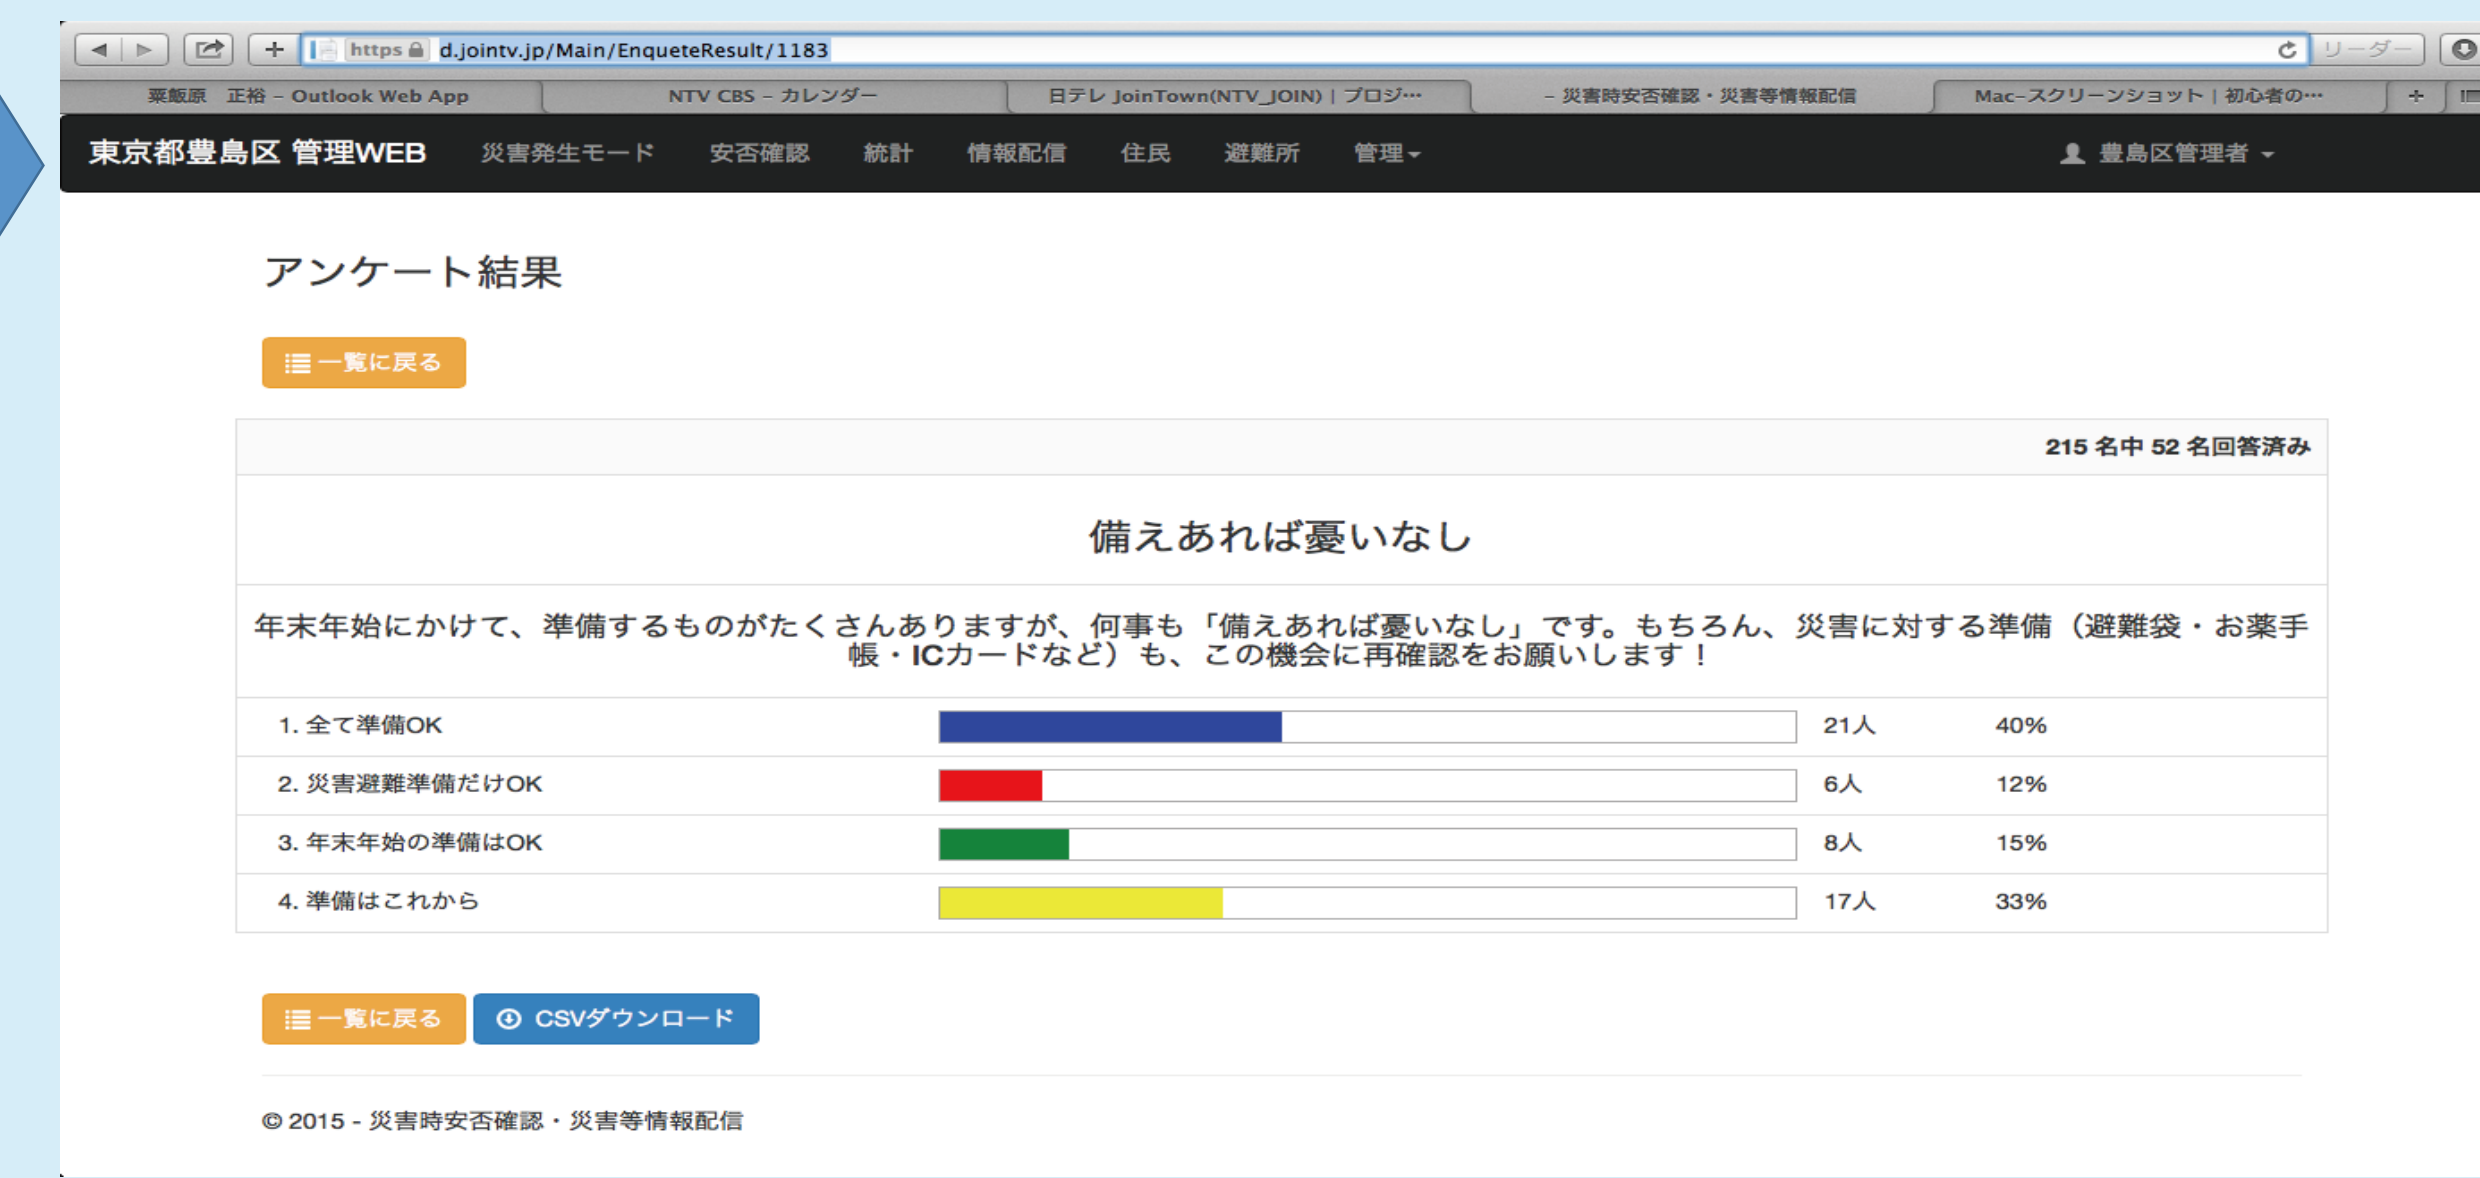 https d.jointv.jp/Main/EnqueteResult/1183 リーダー
粟飯原 正裕 – Outlook Web App NTV CBS – カレンダー 日テレ JoinTown(NTV_JOIN) | プロジ… – 災害時安否確認・災害等情報配信 Mac–スクリーンショット | 初心者の…
東京都豊島区 管理WEB 災害発生モード 安否確認 統計 情報配信 住民 避難所 管理 豊島区管理者
アンケート結果
一覧に戻る
215 名中 52 名回答済み
備えあれば憂いなし
年末年始にかけて、準備するものがたくさんありますが、何事も「備えあれば憂いなし」です。もちろん、災害に対する準備（避難袋・お薬手
帳・ICカードなど）も、この機会に再確認をお願いします！
1. 全て準備OK 21人 40%
2. 災害避難準備だけOK 6人 12%
3. 年末年始の準備はOK 8人 15%
4. 準備はこれから 17人 33%
一覧に戻る CSVダウンロード
© 2015 - 災害時安否確認・災害等情報配信